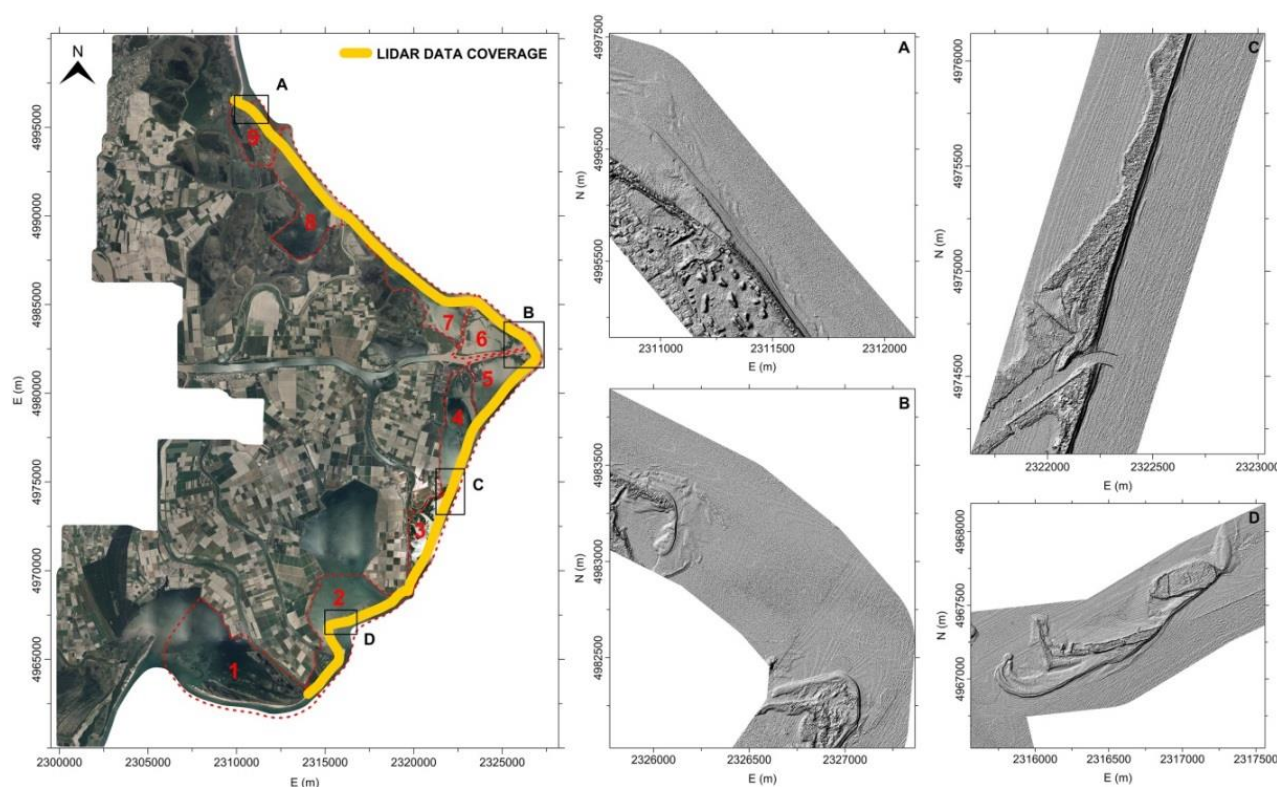 N
LIDAR DATA COVERAGE
A
9
8
B
7
6
5
4
C
3
2
D
1
4995000
4990000
4985000
4980000
4975000
4970000
4965000
E (m)
2300000 2305000 2310000 2315000 2320000 2325000
E (m)
A
4997500
4996500
4995500
N (m)
2311000 2311500 2312000
E (m)
B
4983500
4983000
4982500
N (m)
2326000 2326500 2327000
E (m)
C
4976000
4975500
4975000
4974500
N (m)
2322000 2322500 2323000
E (m)
D
4968000
4967500
4967000
N (m)
2316000 2316500 2317000 2317500
E (m)